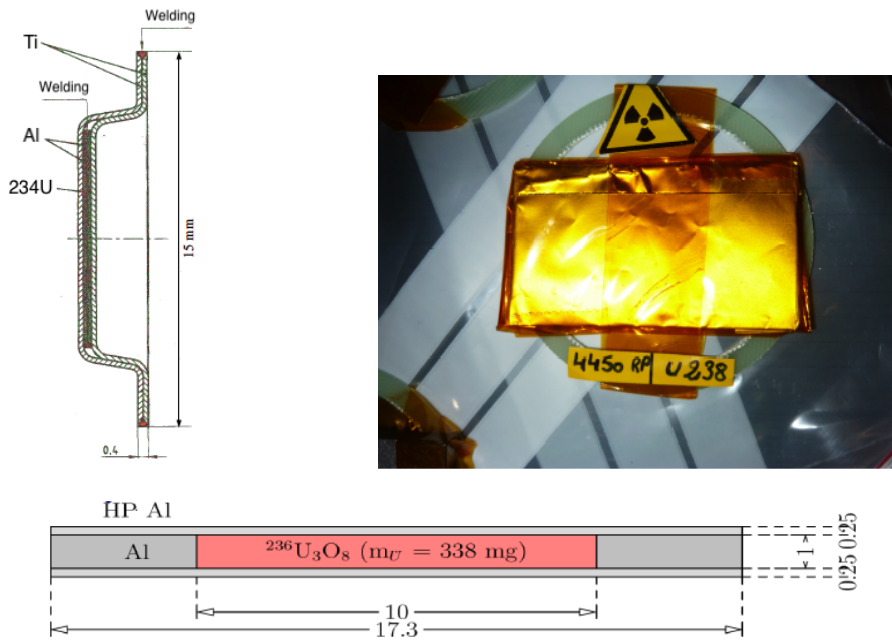 Welding
Ti
Welding
Al
234U
15 mm
0.4
4450 RP U 238
HP Al
Al
236U3O8 (mU = 338 mg)
0.25
1
0.25
10
17.3